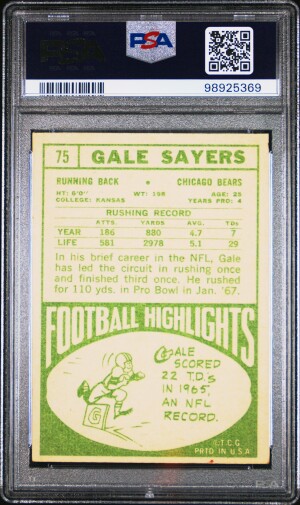 PSA
98925369
75 GALE SAYERS
RUNNING BACK • CHICAGO BEARS
HT: 6'0" WT: 198 AGE: 25
COLLEGE: KANSAS YEARS PRO: 4
RUSHING RECORD
ATTS. YARDS AVG. TDs
YEAR 186 880 4.7 7
LIFE 581 2978 5.1 29
In his brief career in the NFL, Gale
has led the circuit in rushing once
and finished third once. He rushed
for 110 yds. in Pro Bowl in Jan. '67.
FOOTBALL HIGHLIGHTS
GALE
SCORED
22 T.D.s
IN 1965,
AN NFL
RECORD.
G
©T.C.G.
PRTD IN U.S.A.